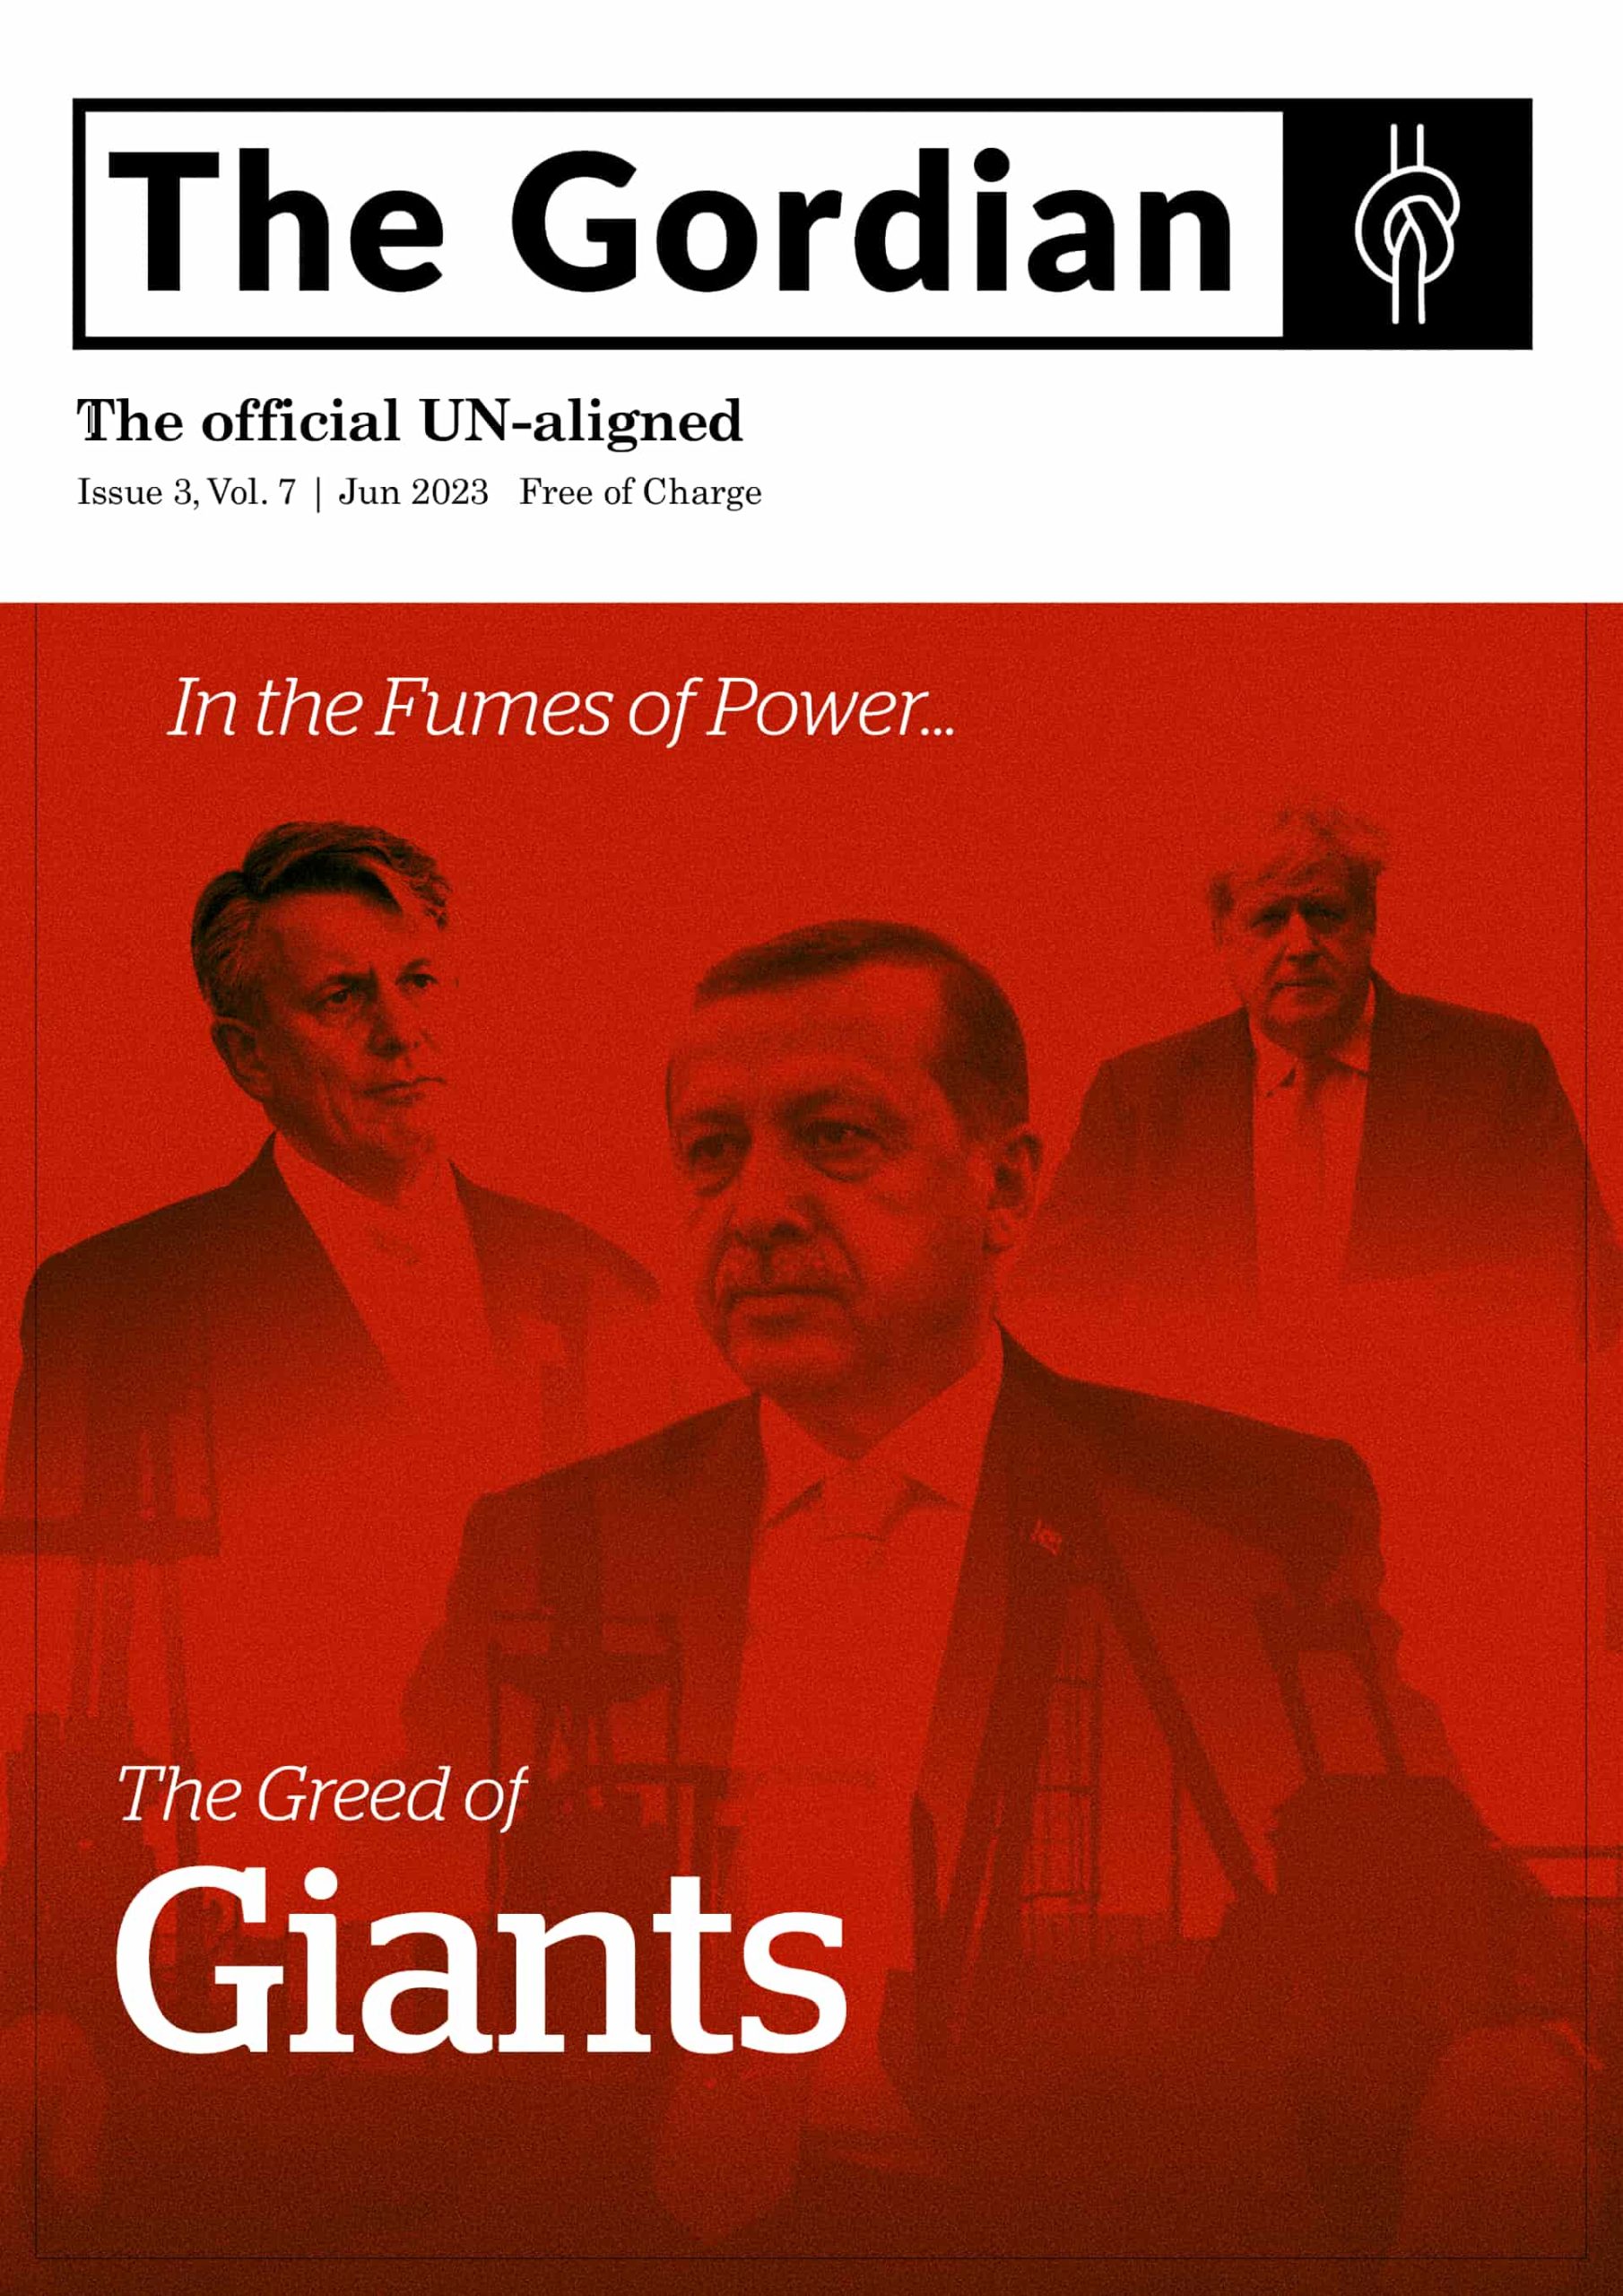 The Gordian
The official UN-aligned
Issue 3, Vol. 7 | Jun 2023 Free of Charge
In the Fumes of Power...
The Greed of
Giants